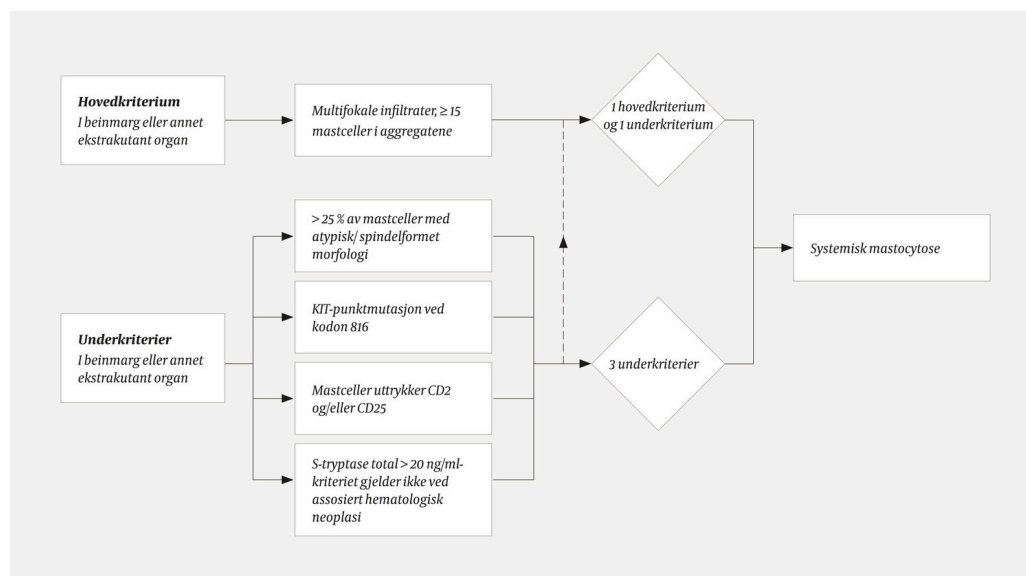 Hovedkriterium
I beinmarg eller annet
ekstrakutant organ
Multifokale infiltrater, ≥ 15
mastceller i aggregatene
1 hovedkriterium
og 1 underkriterium
> 25 % av mastceller med
atypisk/ spindelformet
morfologi
KIT-punktmutasjon ved
kodon 816
Underkriterier
I beinmarg eller annet
ekstrakutant organ
Mastceller uttrykker CD2
og/eller CD25
S-tryptase total > 20 ng/ml-
kriteriet gjelder ikke ved
assosiert hematologisk
neoplasi
3 underkriterier
Systemisk mastocytose